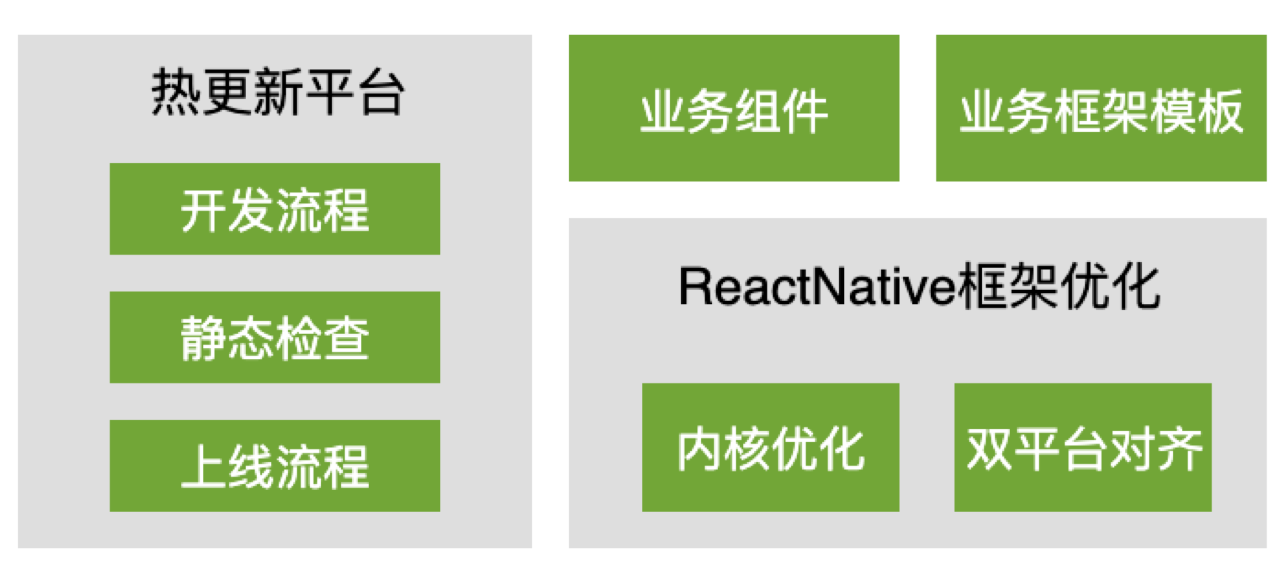 热更新平台
开发流程
静态检查
上线流程
业务组件
业务框架模板
ReactNative框架优化
内核优化
双平台对齐